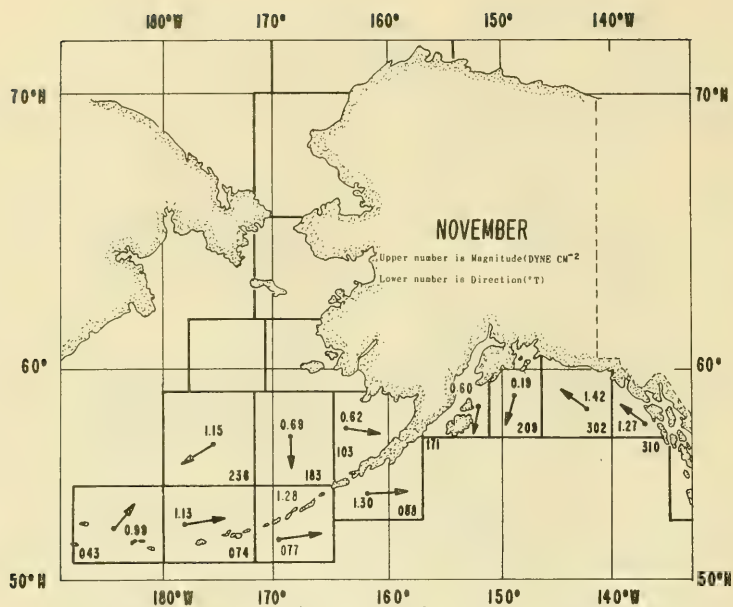 180°W 170°W 160°W 150°W 140°W
70°N 70°N
NOVEMBER
Upper number is Magnitude(DYNE CM-2
Lower number is Direction(°T)
60°N 60°N
0.60 0.19 1.42
1.15 0.69 0.62 1.27
103 171 209 302 310
236 183
1.28
0.99 1.13 1.30 088
043 074 077
50°N 50°N
180°W 170°W 160°W 150°W 140°W